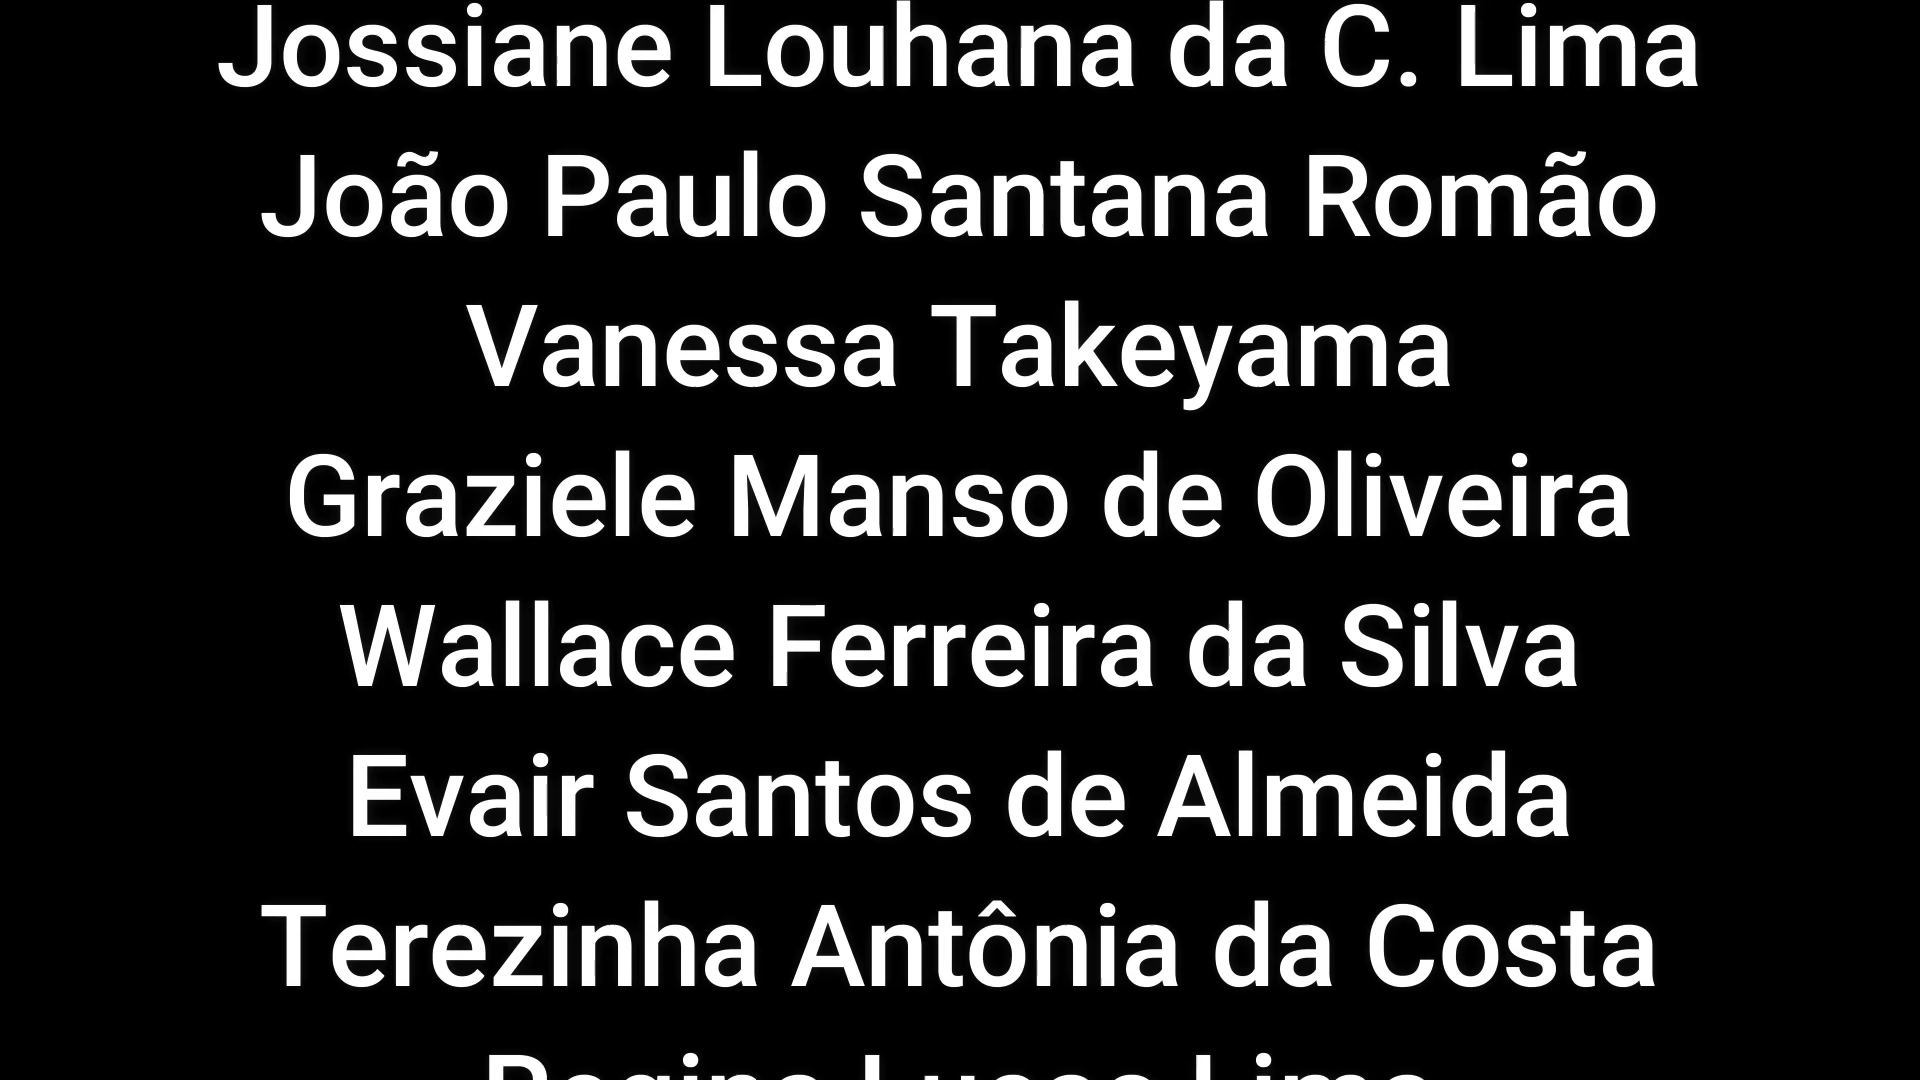 Jossiane Louhana da C. Lima
João Paulo Santana Romão
Vanessa Takeyama
Graziele Manso de Oliveira
Wallace Ferreira da Silva
Evair Santos de Almeida
Terezinha Antônia da Costa